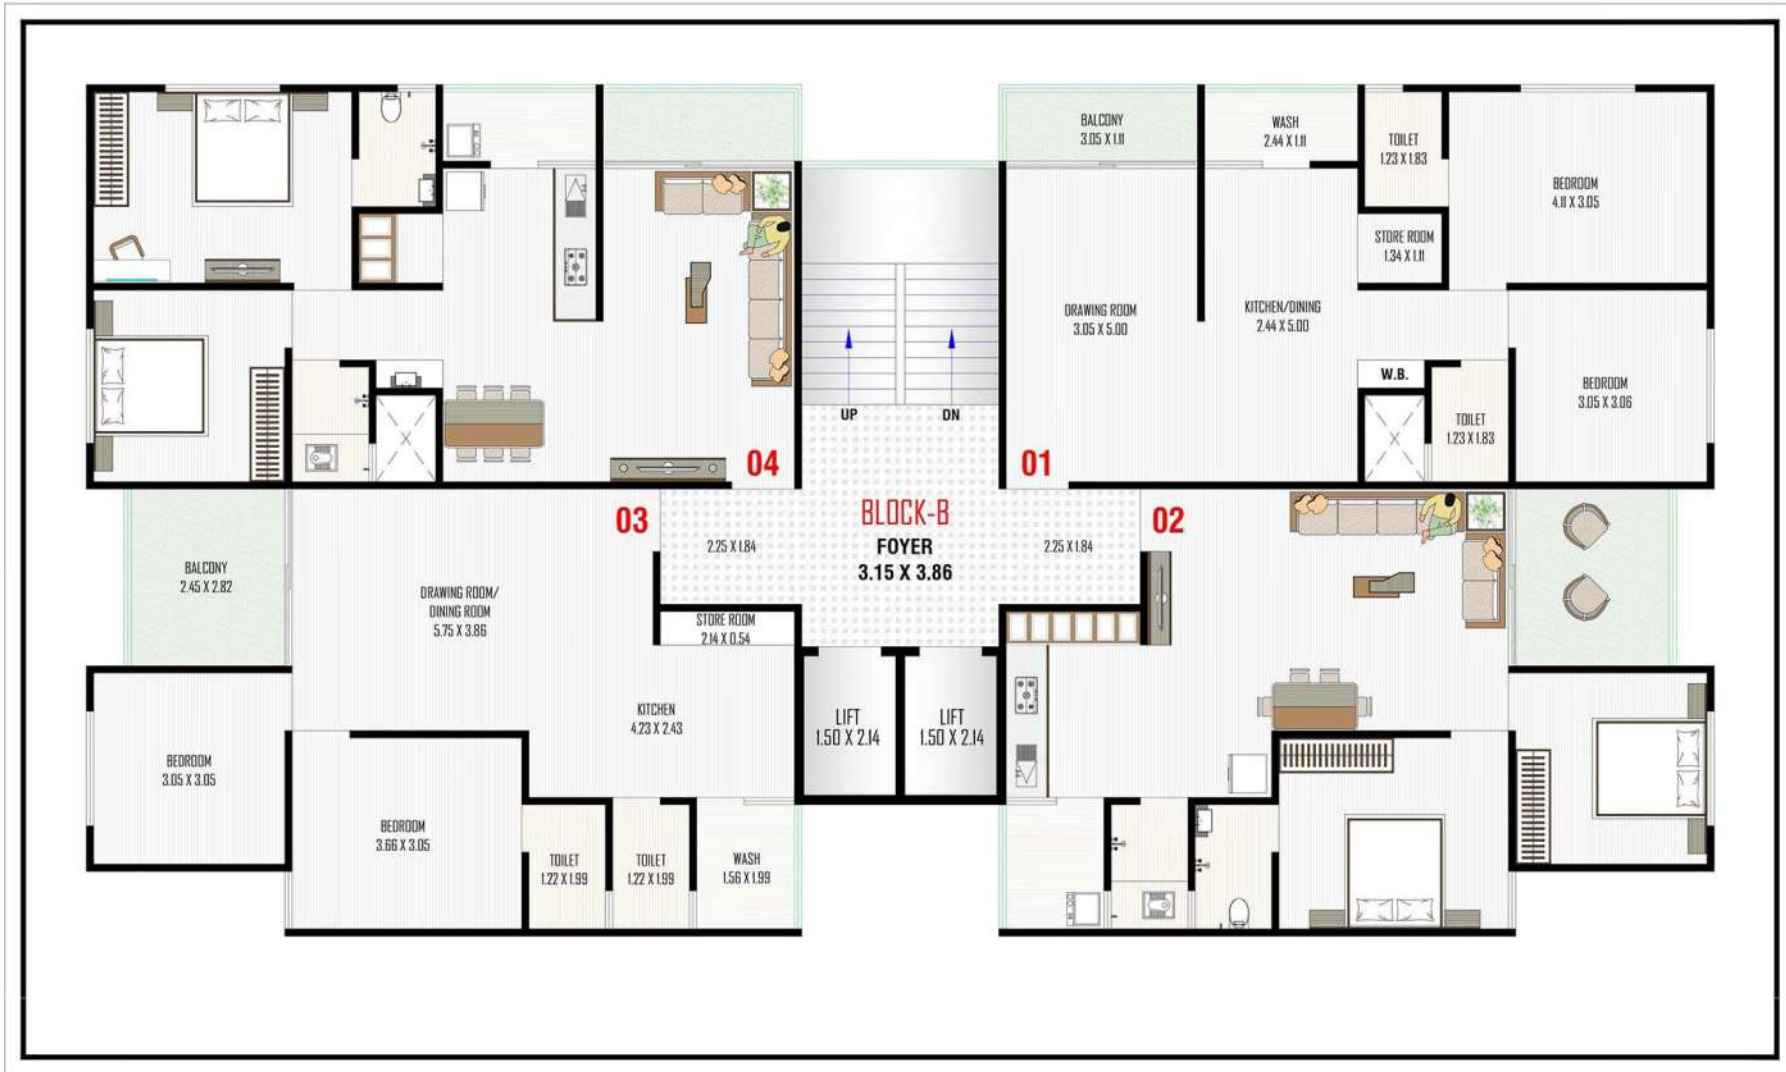 BALCONY
3.05 X 1.11
WASH
2.44 X 1.11
TOILET
1.23 X 1.83
BEDROOM
4.11 X 3.05
STORE ROOM
1.34 X 1.11
DRAWING ROOM
3.05 X 5.00
KITCHEN/DINING
2.44 X 5.00
W.B.
BEDROOM
3.05 X 3.06
TOILET
1.23 X 1.83
UP
DN
04
01
03
BLOCK-B
FOYER
3.15 X 3.86
2.25 X 1.84
2.25 X 1.84
02
BALCONY
2.45 X 2.82
DRAWING ROOM/
DINING ROOM
5.75 X 3.86
STORE ROOM
2.14 X 0.54
KITCHEN
4.23 X 2.43
LIFT
1.50 X 2.14
LIFT
1.50 X 2.14
BEDROOM
3.05 X 3.05
BEDROOM
3.66 X 3.05
TOILET
1.22 X 1.99
TOILET
1.22 X 1.99
WASH
1.56 X 1.99